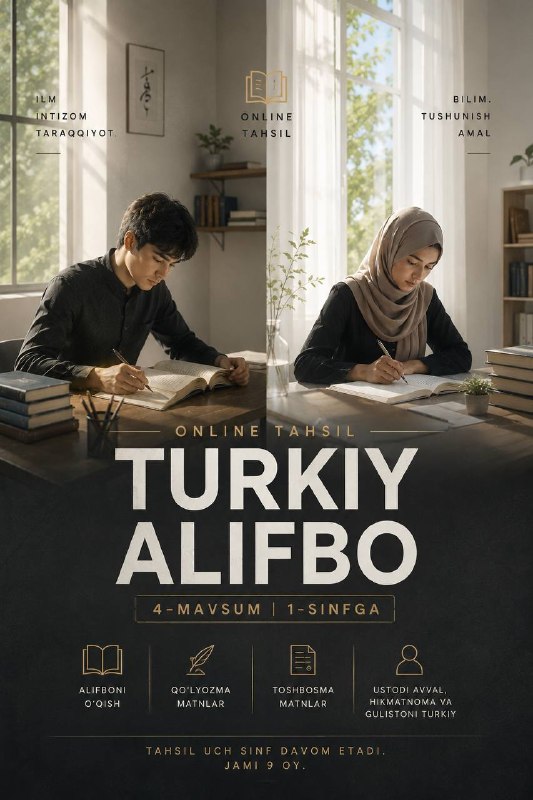 ILM
INTIZOM
TARAQQIYOT.
ONLINE
TAHSIL
BILIM.
TUSHUNISH
AMAL
ONLINE TAHSIL
TURKIY
ALIFBO
4-MAVSUM | 1-SINFGA
ALIFBONI
O'QISH
QO'LYOZMA
MATNLAR
TOSHBOSMA
MATNLAR
USTODI AVVAL,
HIKMATNOMA VA
GULISTONI TURKIY
TAHSIL UCH SINF DAVOM ETADI.
JAMI 9 OY.